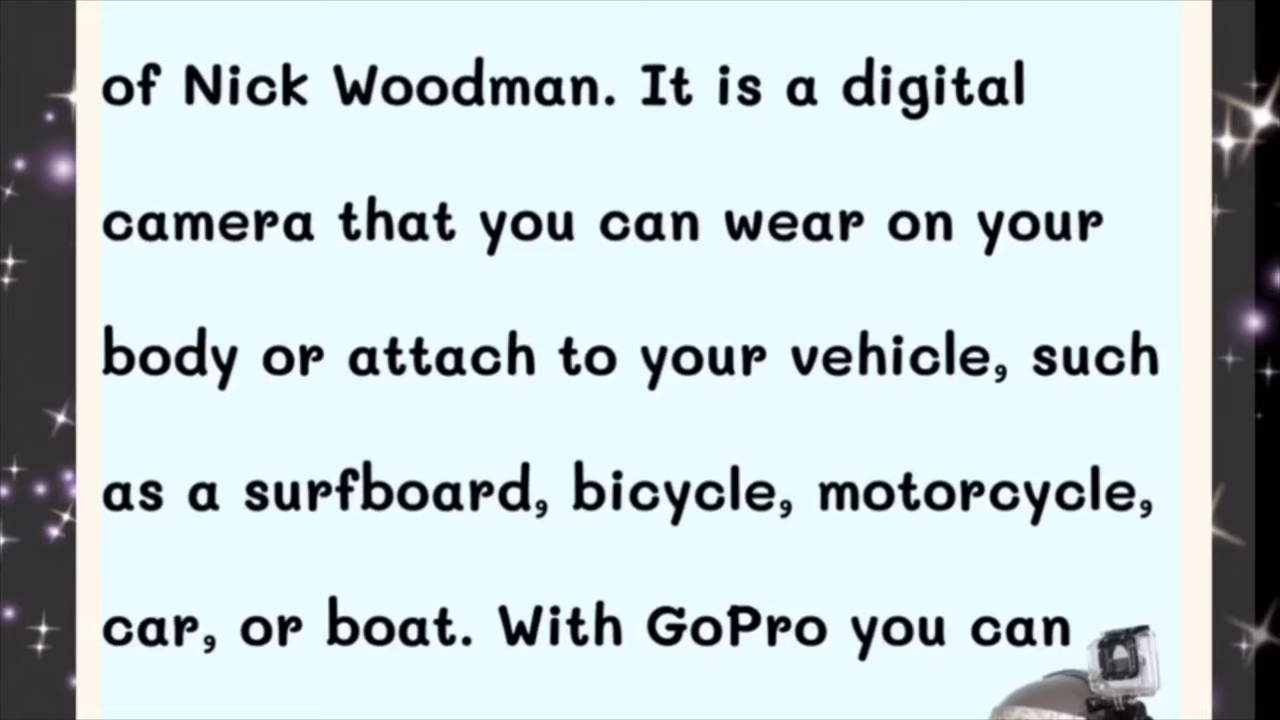 of Nick Woodman. It is a digital
camera that you can wear on your
body or attach to your vehicle, such
as a surfboard, bicycle, motorcycle,
car, or boat. With GoPro you can